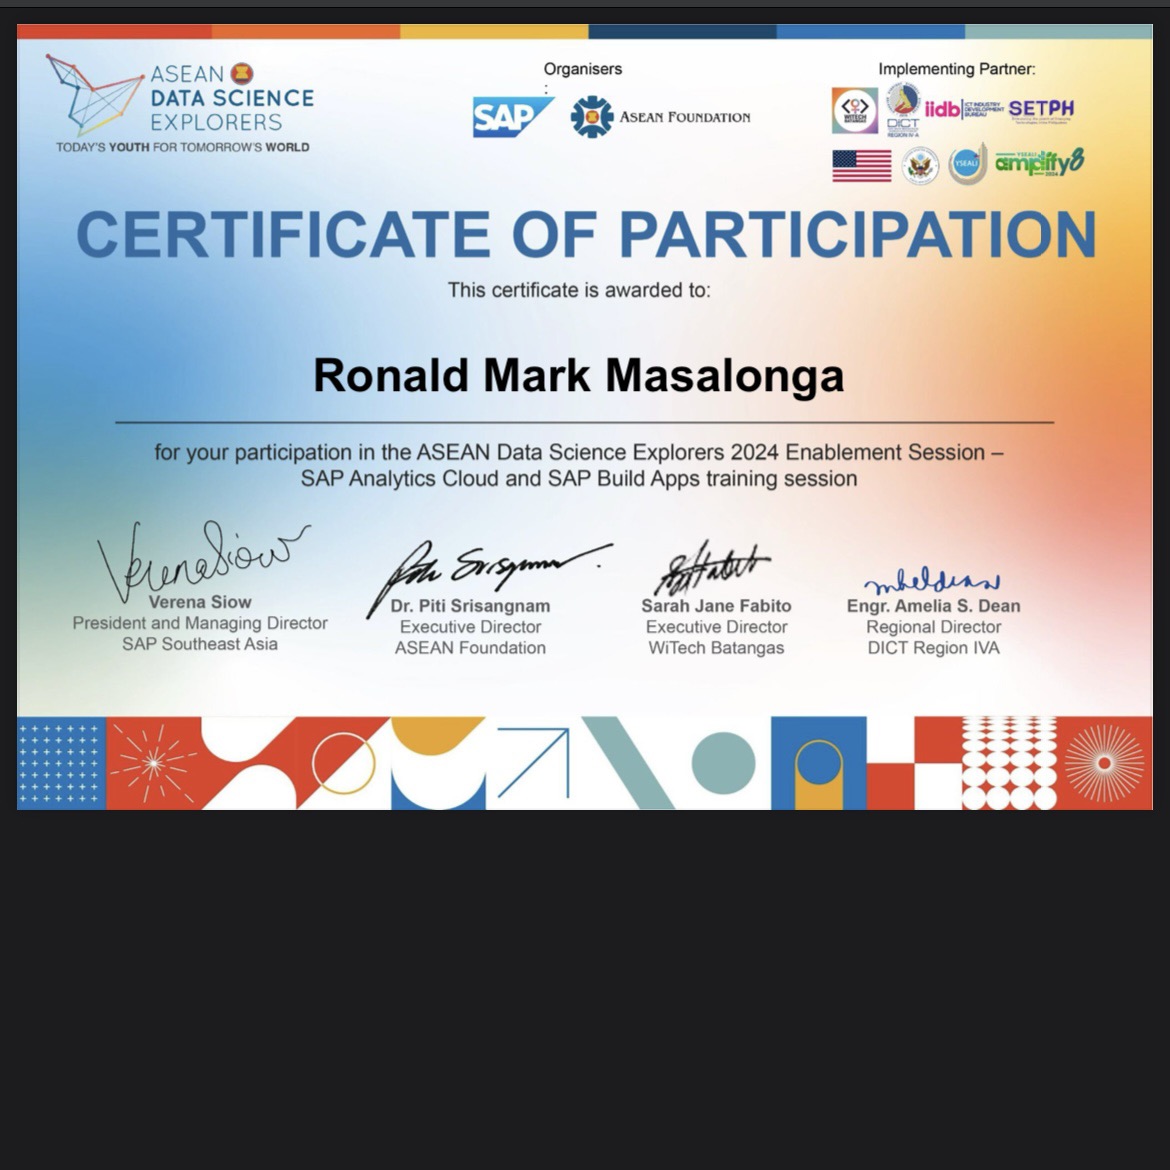 ASEAN
DATA SCIENCE
EXPLORERS
TODAY'S YOUTH FOR TOMORROW'S WORLD
Organisers
:
SAP
ASEAN FOUNDATION
Implementing Partner:
WITECH
BATANGAS
DICT
REGION IV-A
iidb
ICT INDUSTRY
DEVELOPMENT
BUREAU
SETPH
YSEALI
YSEALI
amplify8
2024
CERTIFICATE OF PARTICIPATION
This certificate is awarded to:
Ronald Mark Masalonga
for your participation in the ASEAN Data Science Explorers 2024 Enablement Session –
SAP Analytics Cloud and SAP Build Apps training session
Verena Siow
Verena Siow
President and Managing Director
SAP Southeast Asia
Dr. Piti Srisangnam
Executive Director
ASEAN Foundation
Sarah Jane Fabito
Executive Director
WiTech Batangas
Engr. Amelia S. Dean
Regional Director
DICT Region IVA